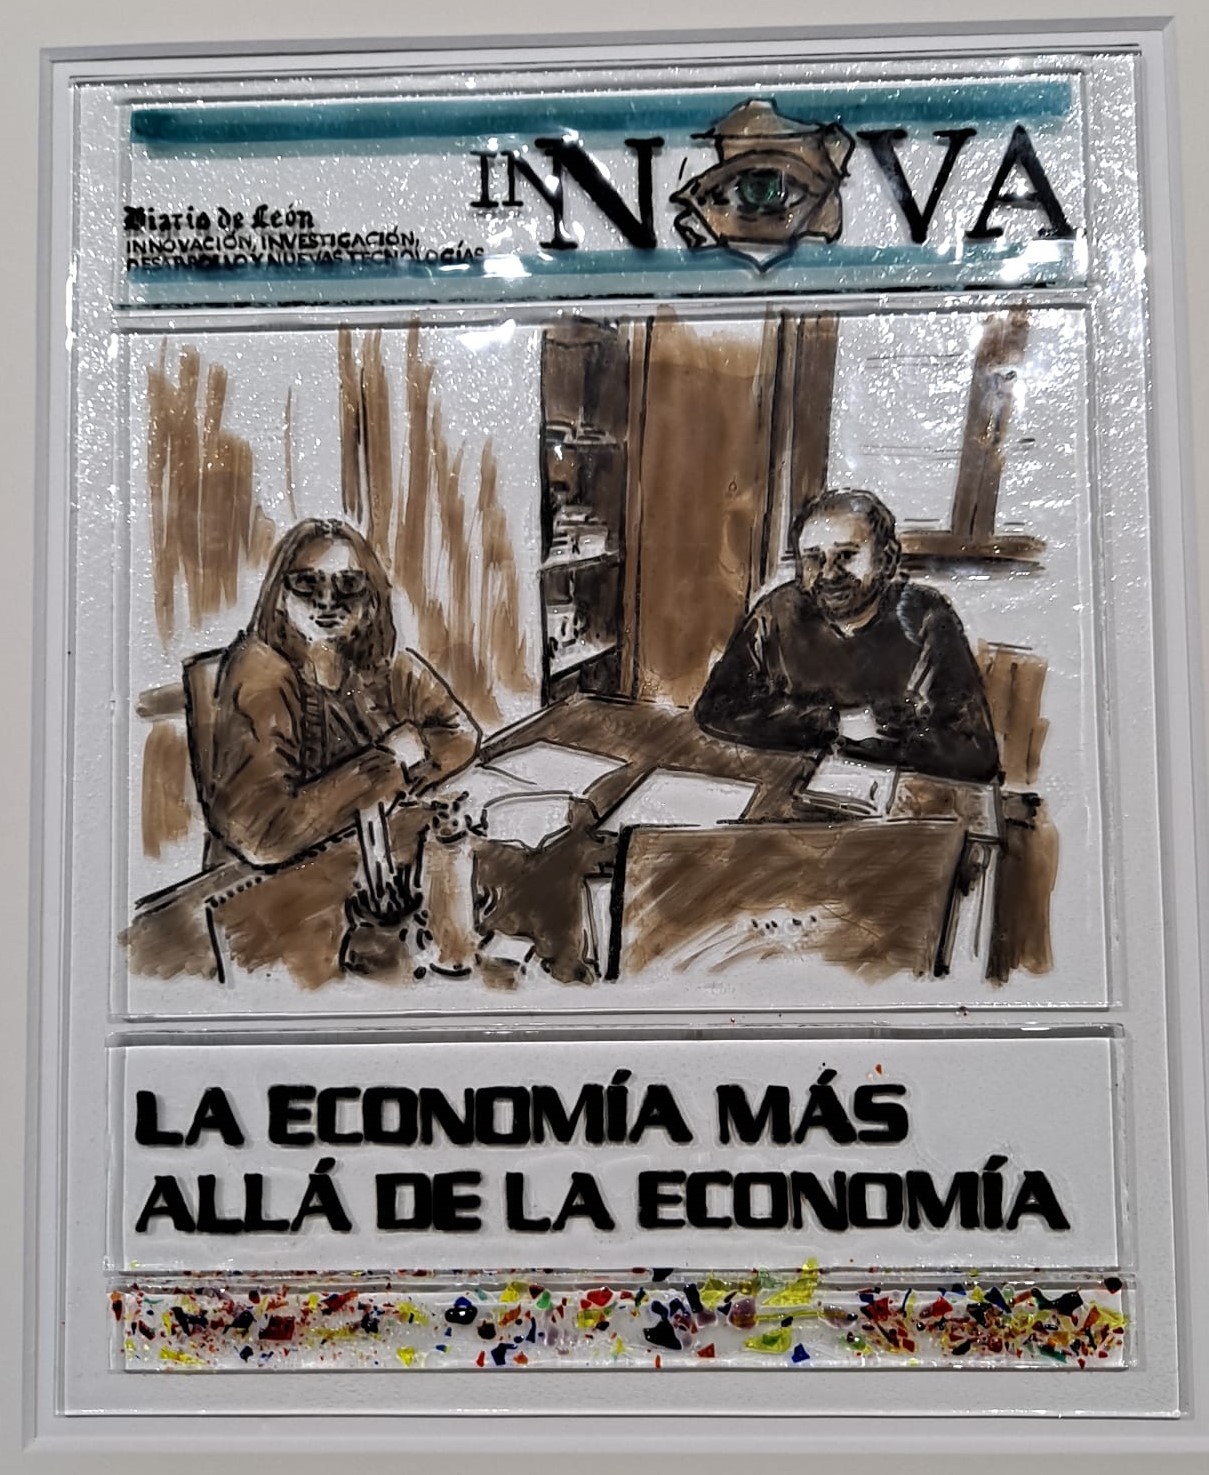 INNOVA
Diario de León
INNOVACIÓN, INVESTIGACIÓN,
DESARROLLO Y NUEVAS TECNOLOGÍAS
LA ECONOMÍA MÁS
ALLÁ DE LA ECONOMÍA